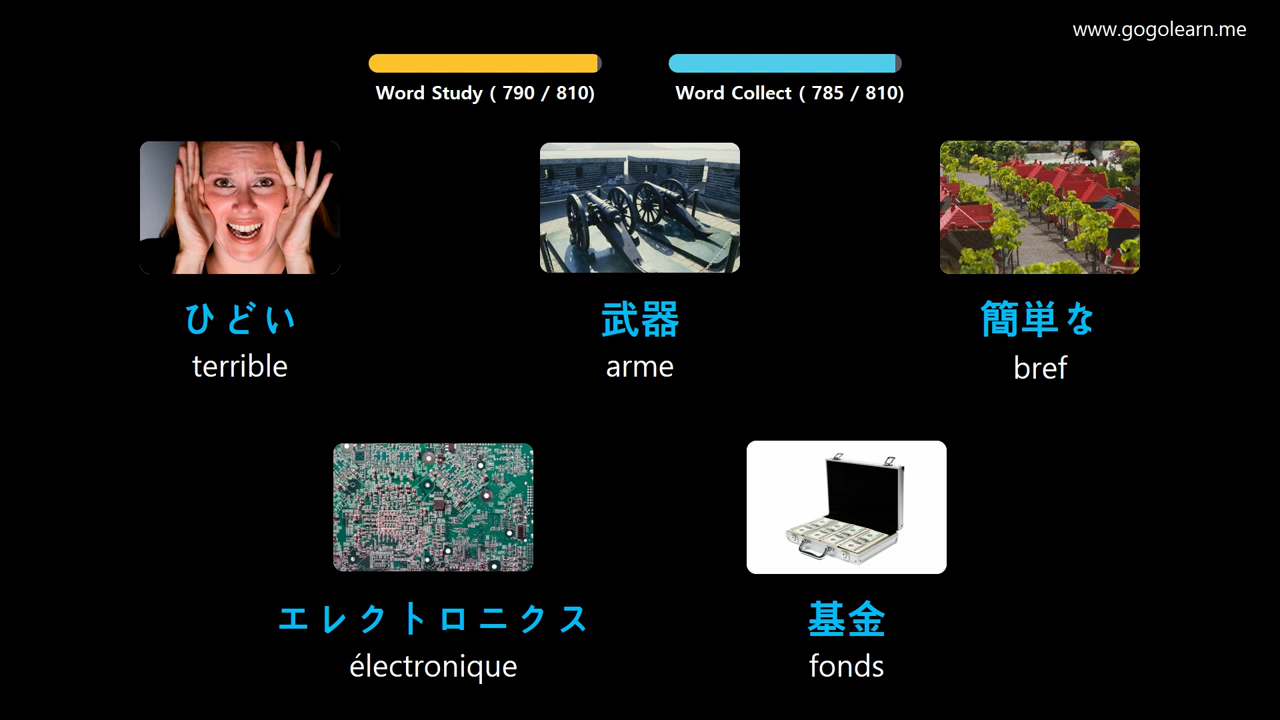 www.gogolearn.me
Word Study ( 790 / 810)
Word Collect ( 785 / 810)
ひどい
terrible
武器
arme
簡単な
bref
エレクトロニクス
électronique
基金
fonds